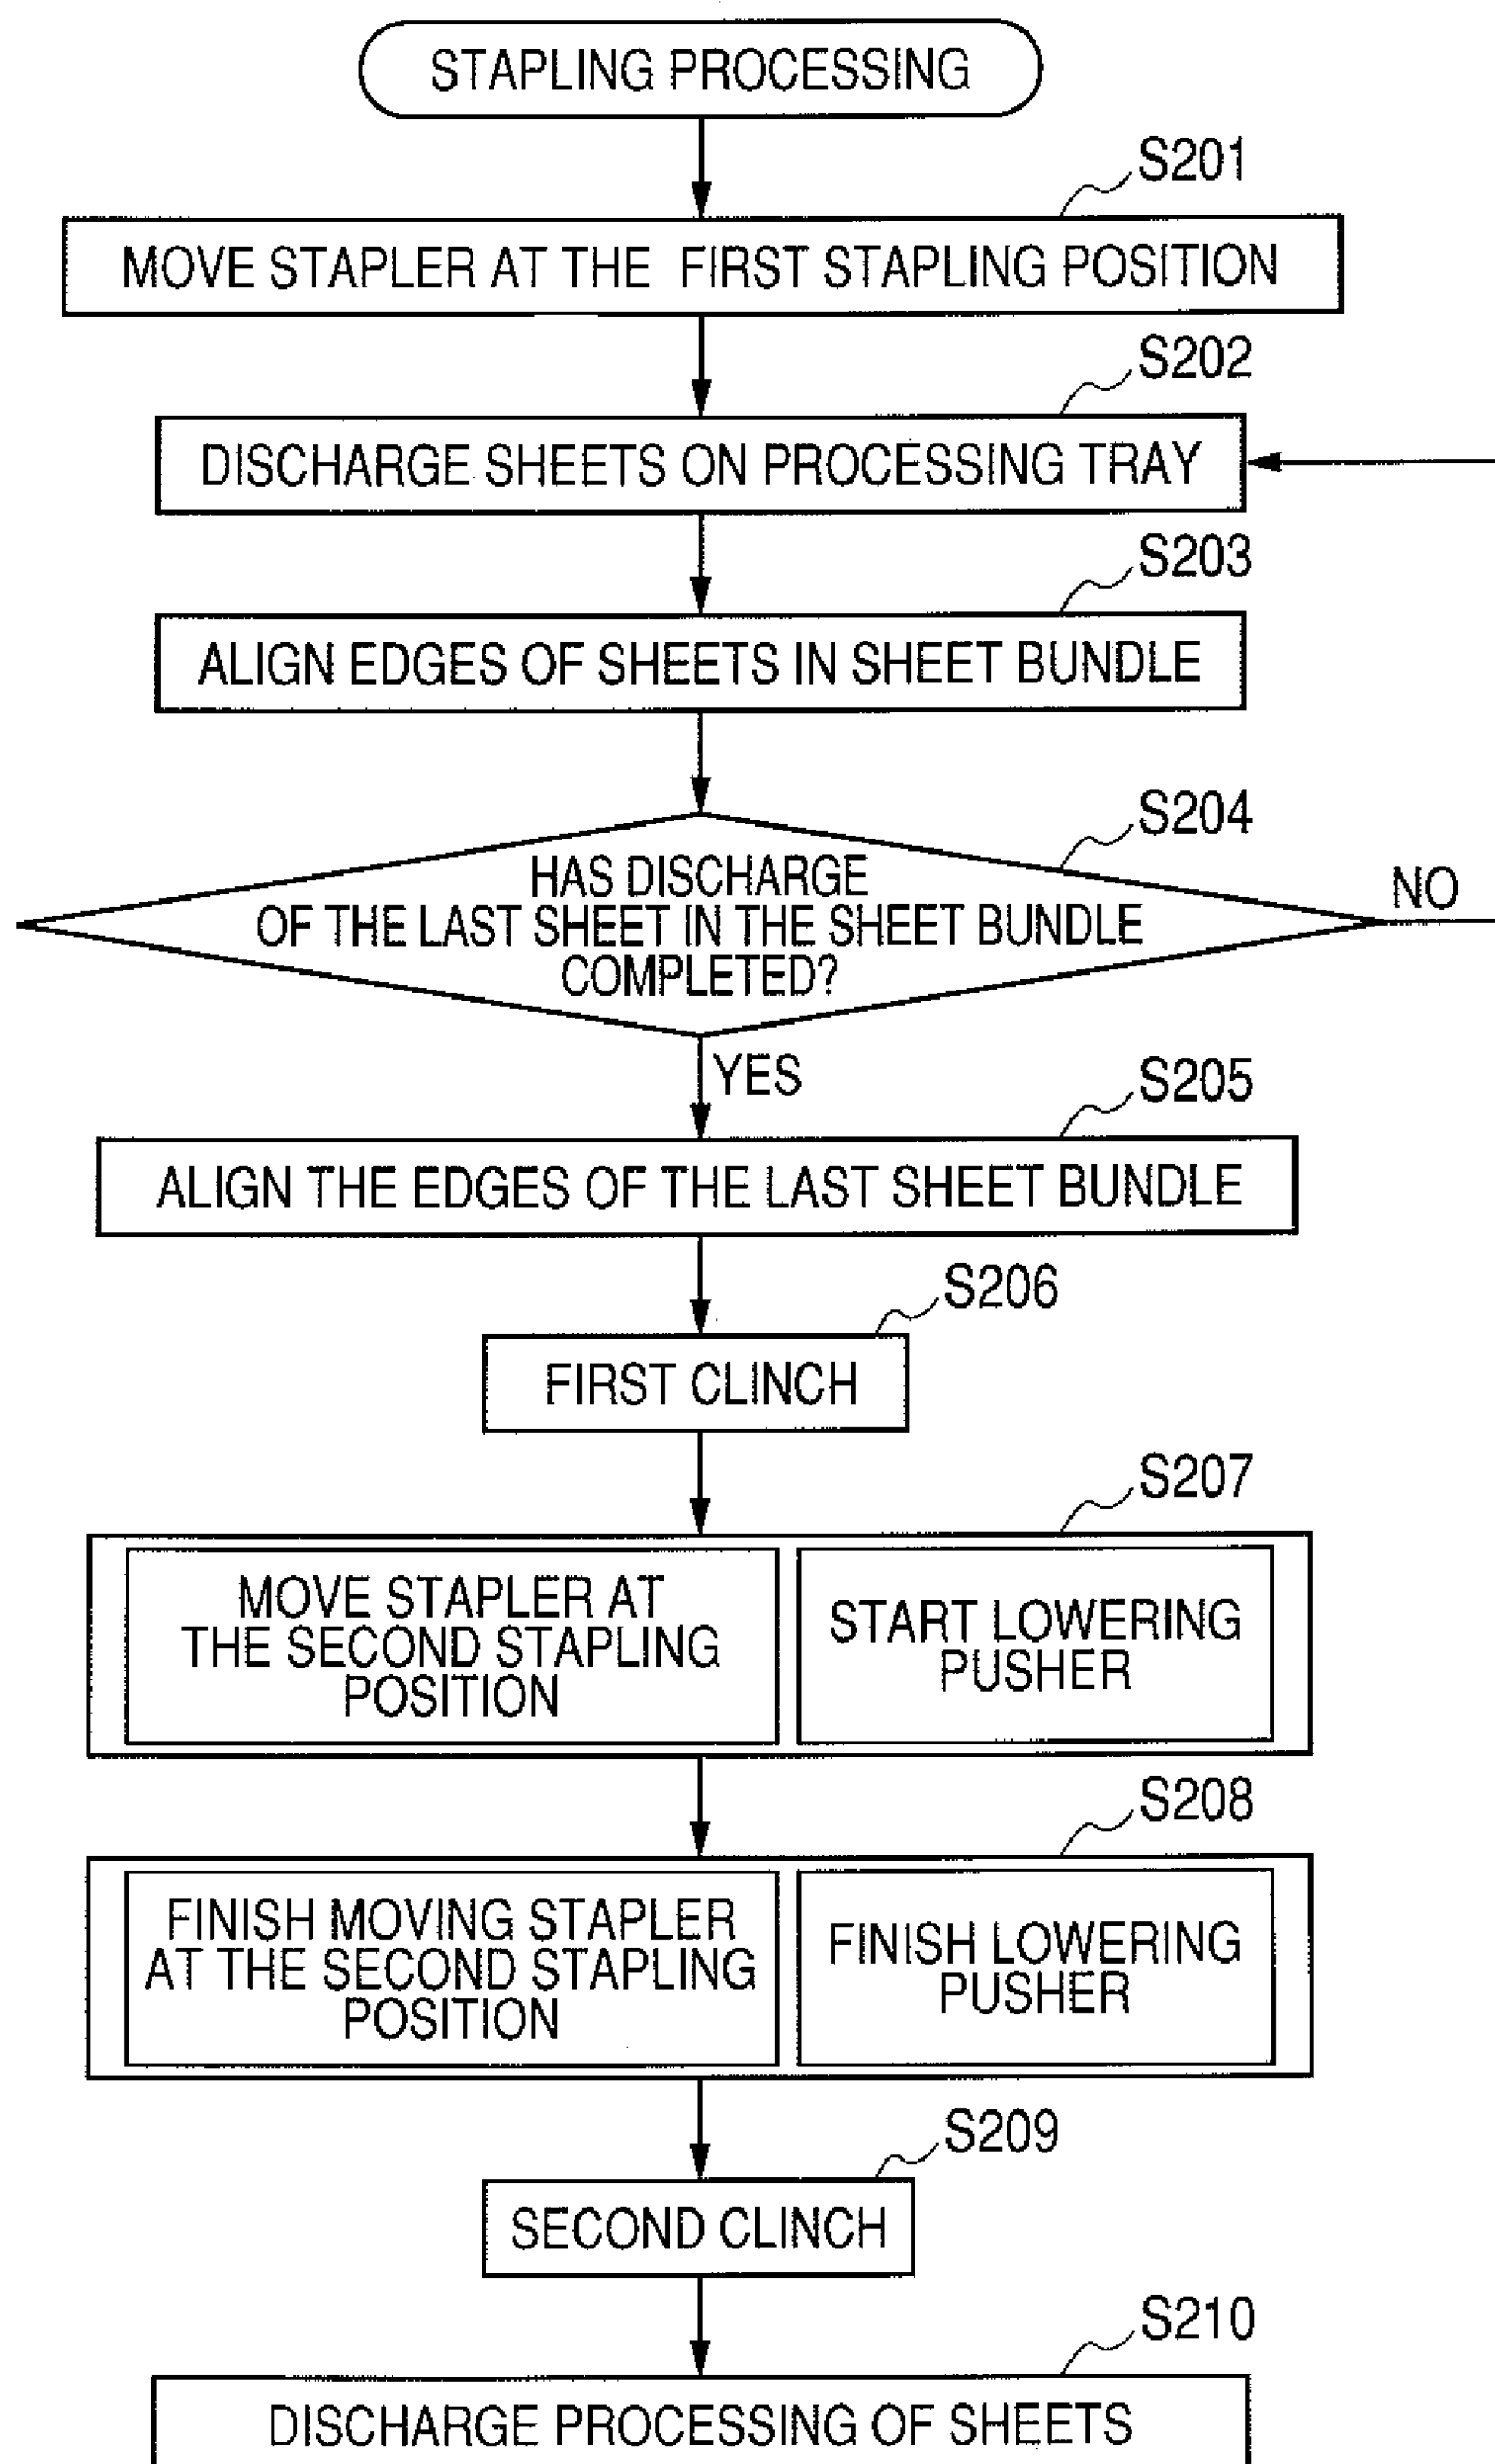 STAPLING PROCESSING
S201
MOVE STAPLER AT THE FIRST STAPLING POSITION
S202
DISCHARGE SHEETS ON PROCESSING TRAY
S203
ALIGN EDGES OF SHEETS IN SHEET BUNDLE
S204
HAS DISCHARGE
OF THE LAST SHEET IN THE SHEET BUNDLE
COMPLETED?
NO
YES
S205
ALIGN THE EDGES OF THE LAST SHEET BUNDLE
S206
FIRST CLINCH
S207
MOVE STAPLER AT
THE SECOND STAPLING
POSITION
START LOWERING
PUSHER
S208
FINISH MOVING STAPLER
AT THE SECOND STAPLING
POSITION
FINISH LOWERING
PUSHER
S209
SECOND CLINCH
S210
DISCHARGE PROCESSING OF SHEETS